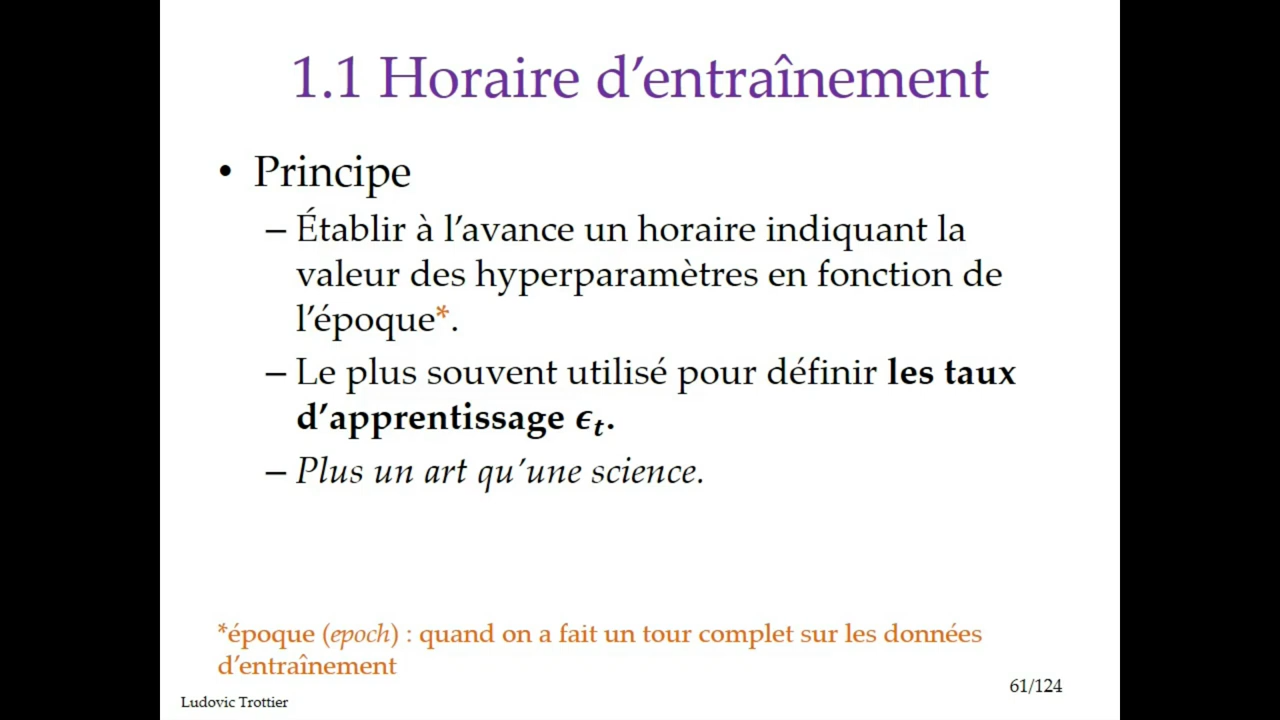 1.1 Horaire d’entraînement
• Principe
– Établir à l’avance un horaire indiquant la
valeur des hyperparamètres en fonction de
l’époque*.
– Le plus souvent utilisé pour définir les taux
d’apprentissage ϵₜ.
– Plus un art qu’une science.
*époque (epoch) : quand on a fait un tour complet sur les données
d’entraînement
61/124
Ludovic Trottier